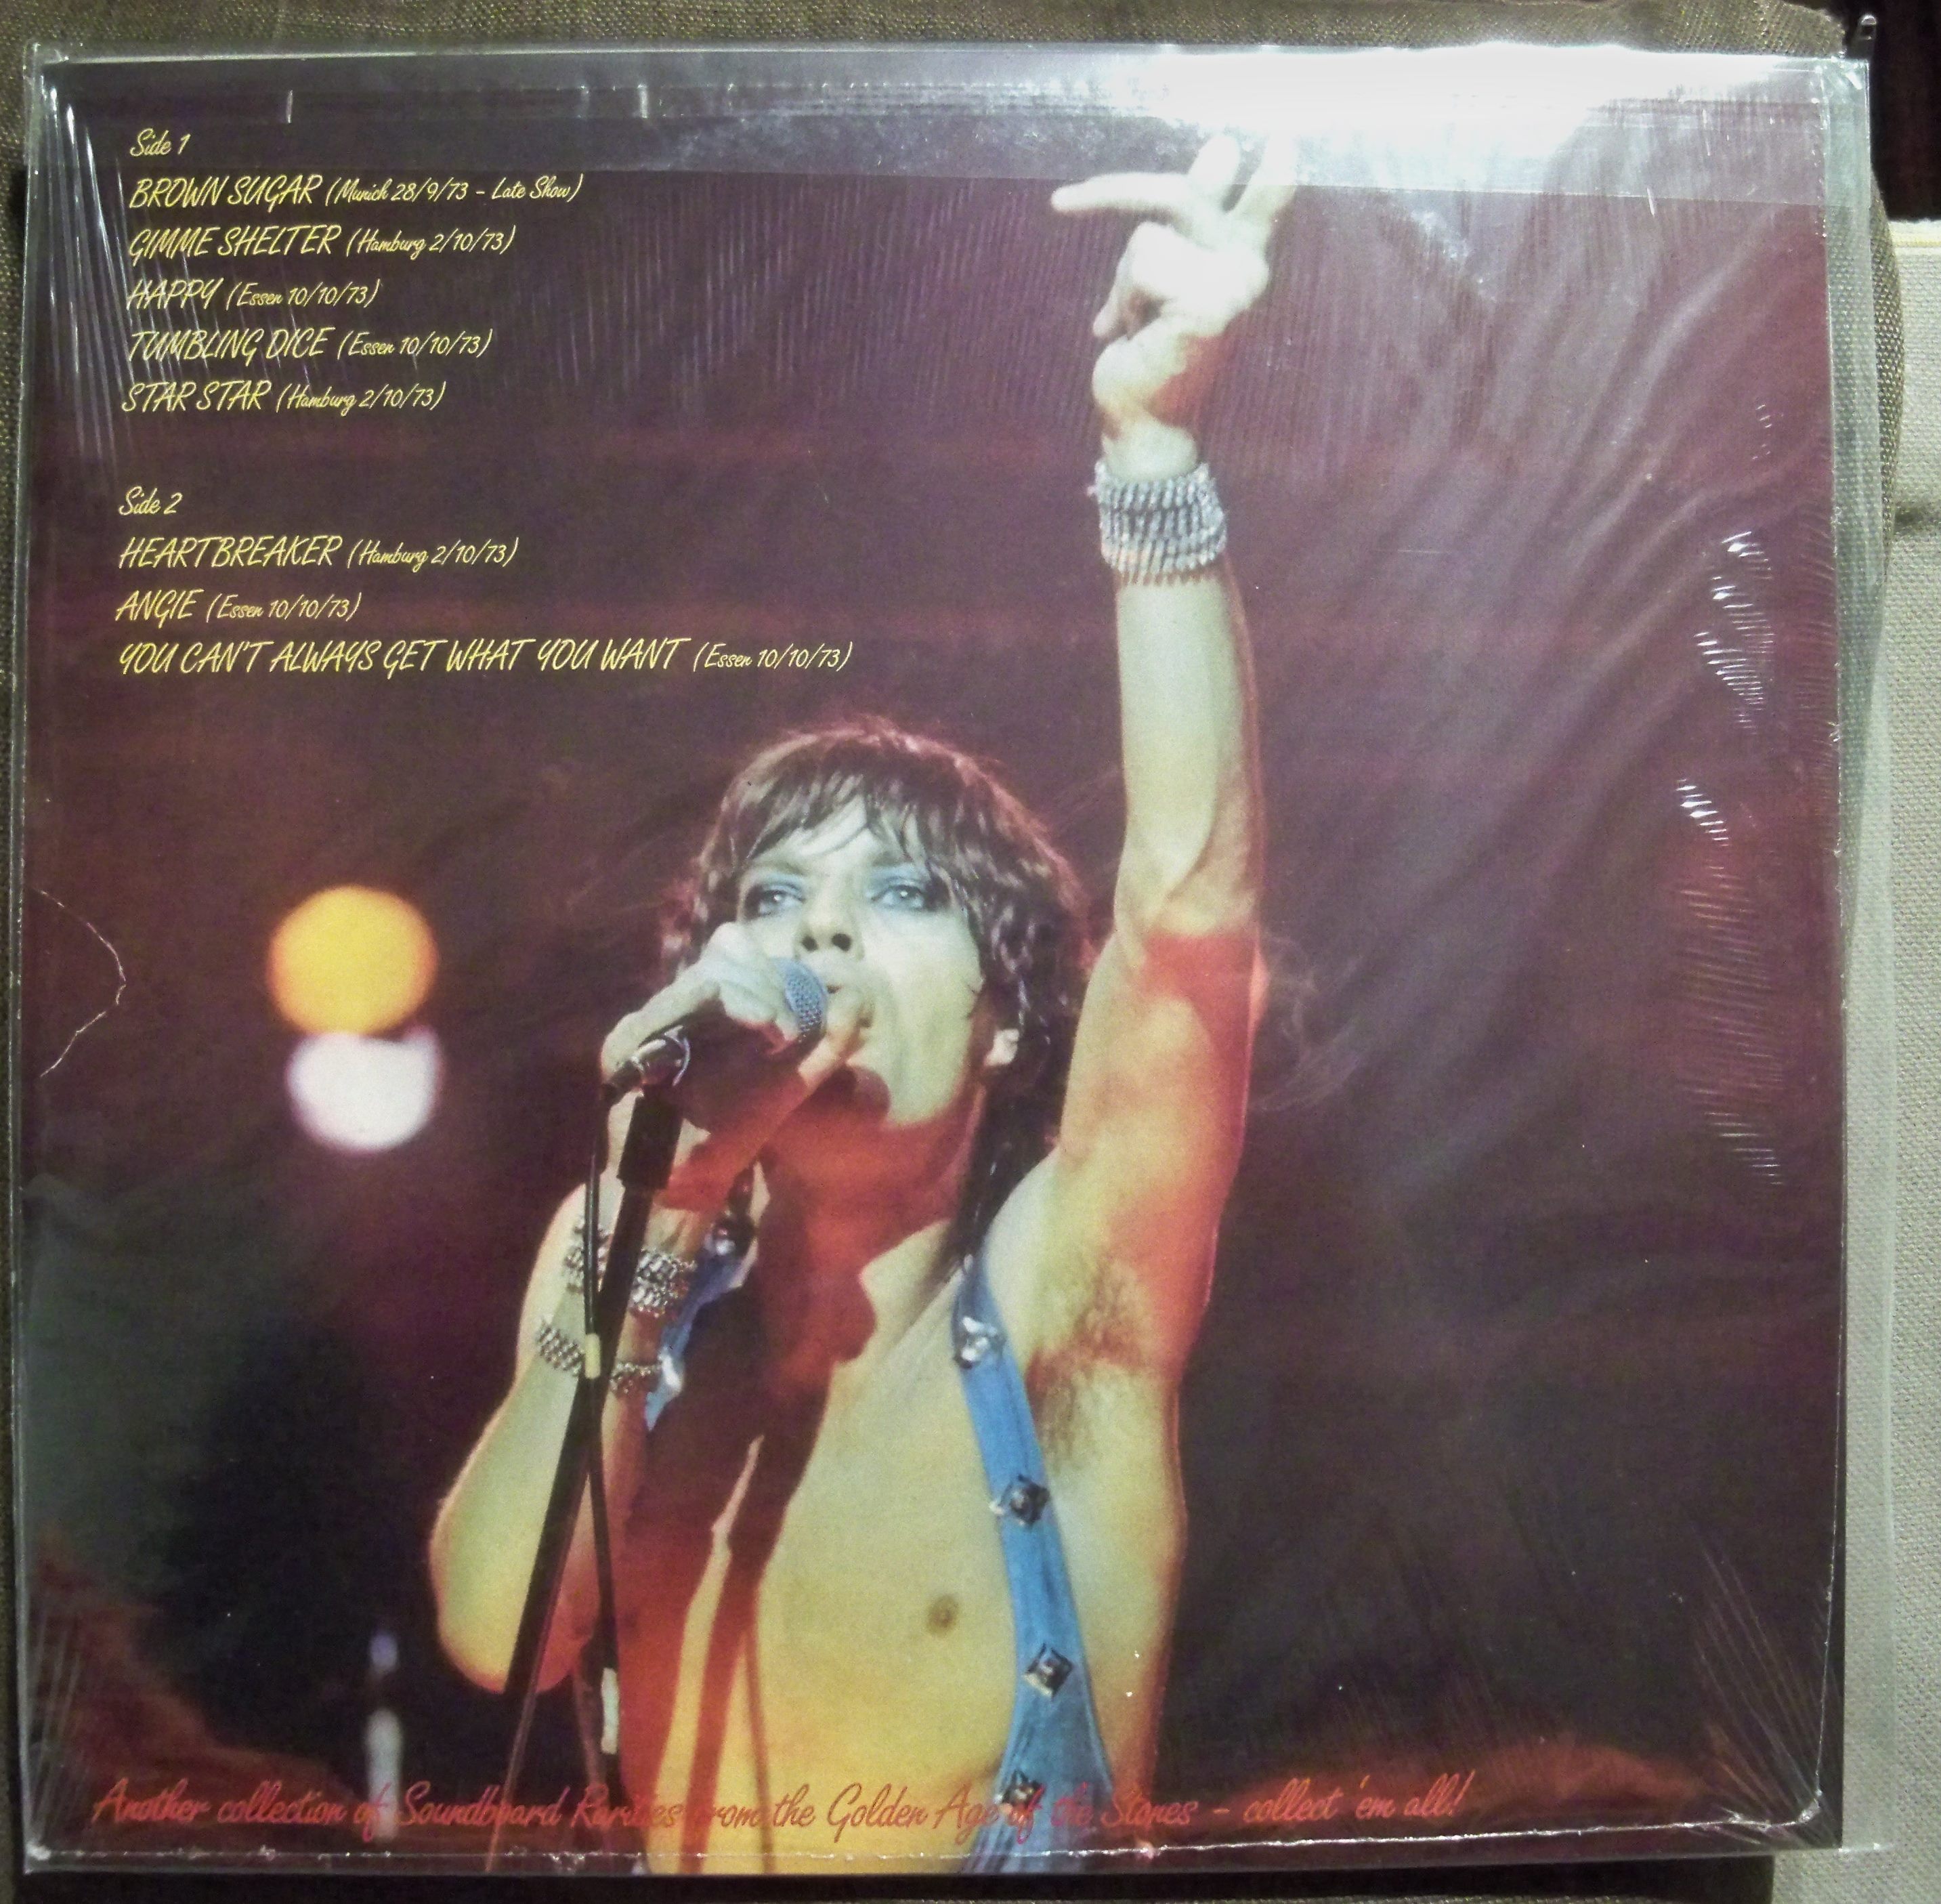 Side 1
BROWN SUGAR (Munich 28/9/73 - Late Show)
GIMME SHELTER (Hamburg 2/10/73)
HAPPY (Essen 10/10/73)
TUMBLING DICE (Essen 10/10/73)
STAR STAR (Hamburg 2/10/73)
Side 2
HEARTBREAKER (Hamburg 2/10/73)
ANGIE (Essen 10/10/73)
YOU CAN'T ALWAYS GET WHAT YOU WANT (Essen 10/10/73)
Another collection of Soundboard Rarities from the Golden Age of the Stones - collect 'em all!